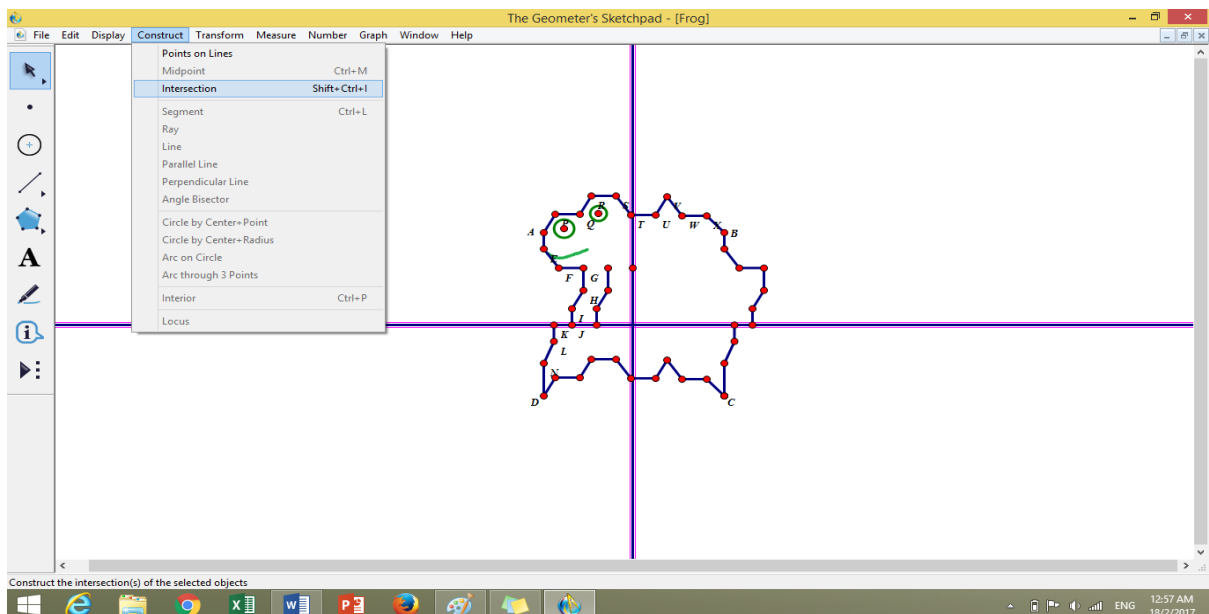 The Geometer's Sketchpad - [Frog]
File Edit Display Construct Transform Measure Number Graph Window Help
Points on Lines
Midpoint Ctrl+M
Intersection Shift+Ctrl+I
Segment Ctrl+L
Ray
Line
Parallel Line
Perpendicular Line
Angle Bisector
Circle by Center+Point
Circle by Center+Radius
Arc on Circle
Arc through 3 Points
Interior Ctrl+P
Locus
A
R S V
A P Q T U W X B
E
F G
H
I
K J
L
N
D C
Construct the intersection(s) of the selected objects
12:57 AM
ENG
18/2/2017